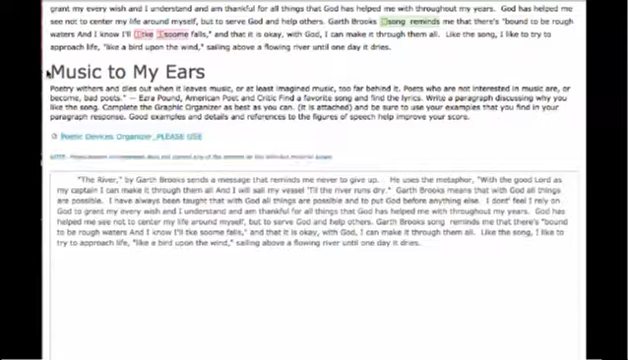 grant my every wish and I understand and am thankful for all things that God has helped me with throughout my years. God has helped me
see not to center my life around myself, but to serve God and help others. Garth Brooks song reminds me that there's "bound to be rough
waters And I know I'll tke soome falls," and that it is okay, with God, I can make it through them all. Like the song, I like to try to
approach life, "like a bird upon the wind," sailing above a flowing river until one day it dries.
Music to My Ears
Poetry withers and dies out when it leaves music, or at least imagined music, too far behind it. Poets who are not interested in music are, or
become, bad poets." — Ezra Pound, American Poet and Critic Find a favorite song and find the lyrics. Write a paragraph discussing why you
like the song. Complete the Graphic Organizer as best as you can. (It is attached) and be sure to use your examples that you find in your
paragraph response. Good examples and details and references to the figures of speech help improve your score.
Poetic Devices Organizer_PLEASE USE
"The River," by Garth Brooks sends a message that reminds me never to give up. He uses the metaphor, "With the good Lord as
my captain I can make it through them all And I will sail my vessel 'Til the river runs dry." Garth Brooks means that with God all things
are possible. I have always been taught that with God all things are possible and to put God before anything else. I dont' feel I rely on
God to grant my every wish and I understand and am thankful for all things that God has helped me with throughout my years. God has
helped me see not to center my life around myself, but to serve God and help others. Garth Brooks song reminds me that there's "bound
to be rough waters And I know I'll tke soome falls," and that it is okay, with God, I can make it through them all. Like the song, I like to
try to approach life, "like a bird upon the wind," sailing above a flowing river until one day it dries.